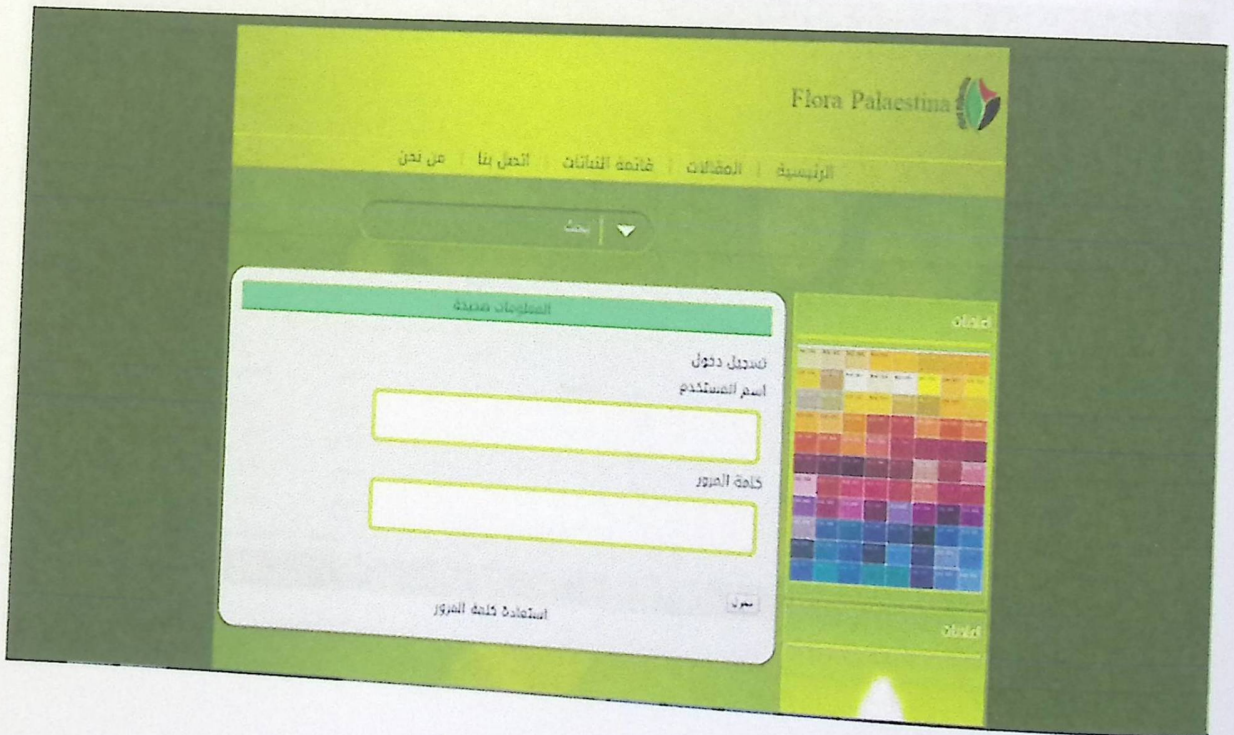 Flora Palaestina
الرئيسية | المقالات | قائمة النباتات | اتصل بنا | من نحن
بحث
المعلومات صحيحة
تسجيل دخول
اسم المستخدم
كلمة المرور
دخول
استعادة كلمة المرور
اعلانات
اعلانات